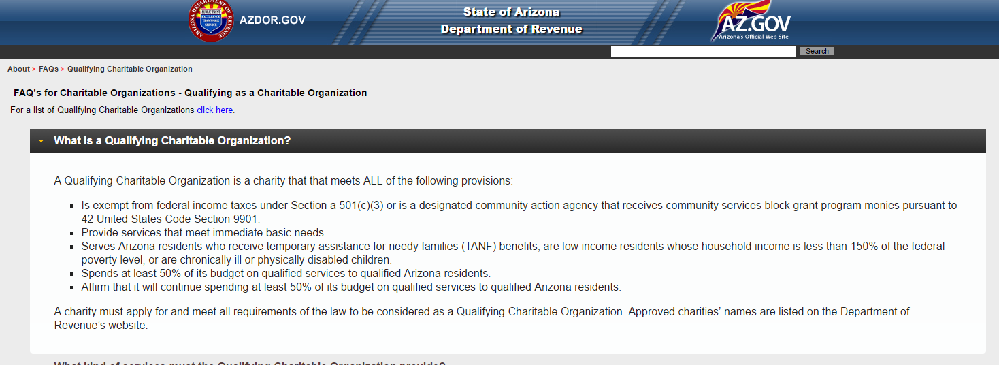 ARIZONA DEPARTMENT OF REVENUE
PUBLIC TRUST
EXCELLENCE
TEAMWORK
SERVICE
AZDOR.GOV
State of Arizona
Department of Revenue
AZ.GOV
Arizona's Official Web Site
Search
About > FAQs > Qualifying Charitable Organization
FAQ's for Charitable Organizations - Qualifying as a Charitable Organization
For a list of Qualifying Charitable Organizations click here.
What is a Qualifying Charitable Organization?
A Qualifying Charitable Organization is a charity that that meets ALL of the following provisions:
Is exempt from federal income taxes under Section a 501(c)(3) or is a designated community action agency that receives community services block grant program monies pursuant to
42 United States Code Section 9901.
Provide services that meet immediate basic needs.
Serves Arizona residents who receive temporary assistance for needy families (TANF) benefits, are low income residents whose household income is less than 150% of the federal
poverty level, or are chronically ill or physically disabled children.
Spends at least 50% of its budget on qualified services to qualified Arizona residents.
Affirm that it will continue spending at least 50% of its budget on qualified services to qualified Arizona residents.
A charity must apply for and meet all requirements of the law to be considered as a Qualifying Charitable Organization. Approved charities' names are listed on the Department of
Revenue's website.
What kind of services must the Qualifying Charitable Organization provide?